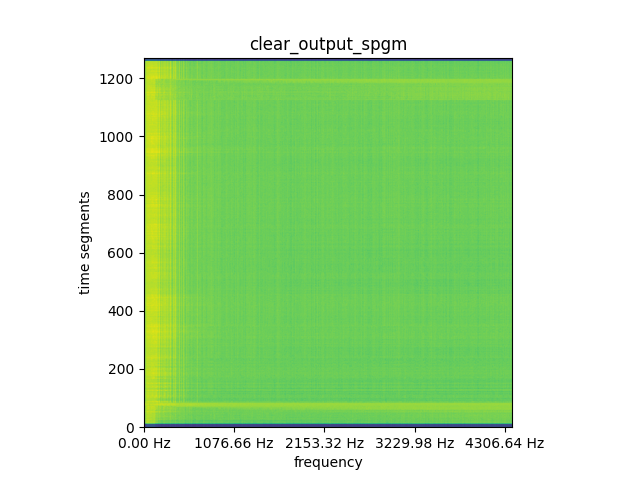 clear_output_spgm
1200
1000
800
600
400
200
0
time segments
0.00 Hz 1076.66 Hz 2153.32 Hz 3229.98 Hz 4306.64 Hz
frequency